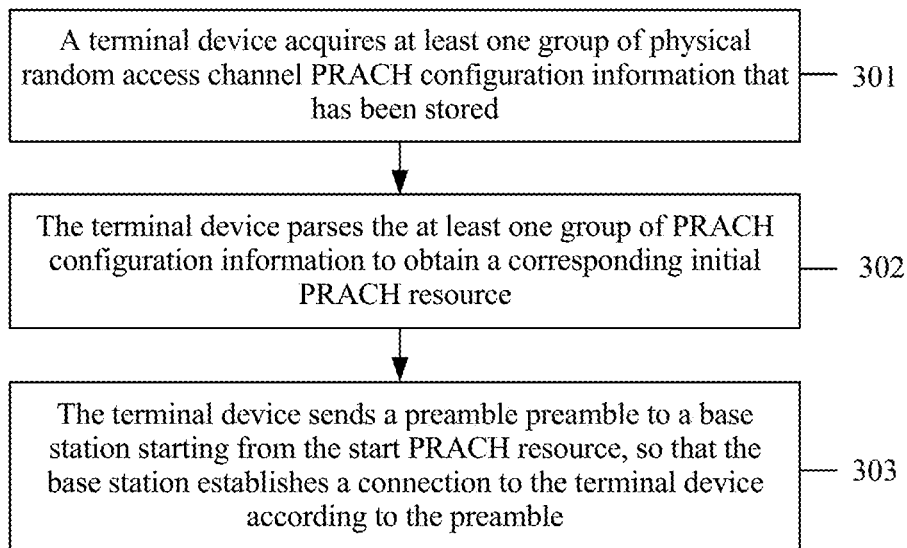 A terminal device acquires at least one group of physical
random access channel PRACH configuration information that
has been stored
301
The terminal device parses the at least one group of PRACH
configuration information to obtain a corresponding initial
PRACH resource
302
The terminal device sends a preamble preamble to a base
station starting from the start PRACH resource, so that the
base station establishes a connection to the terminal device
according to the preamble
303